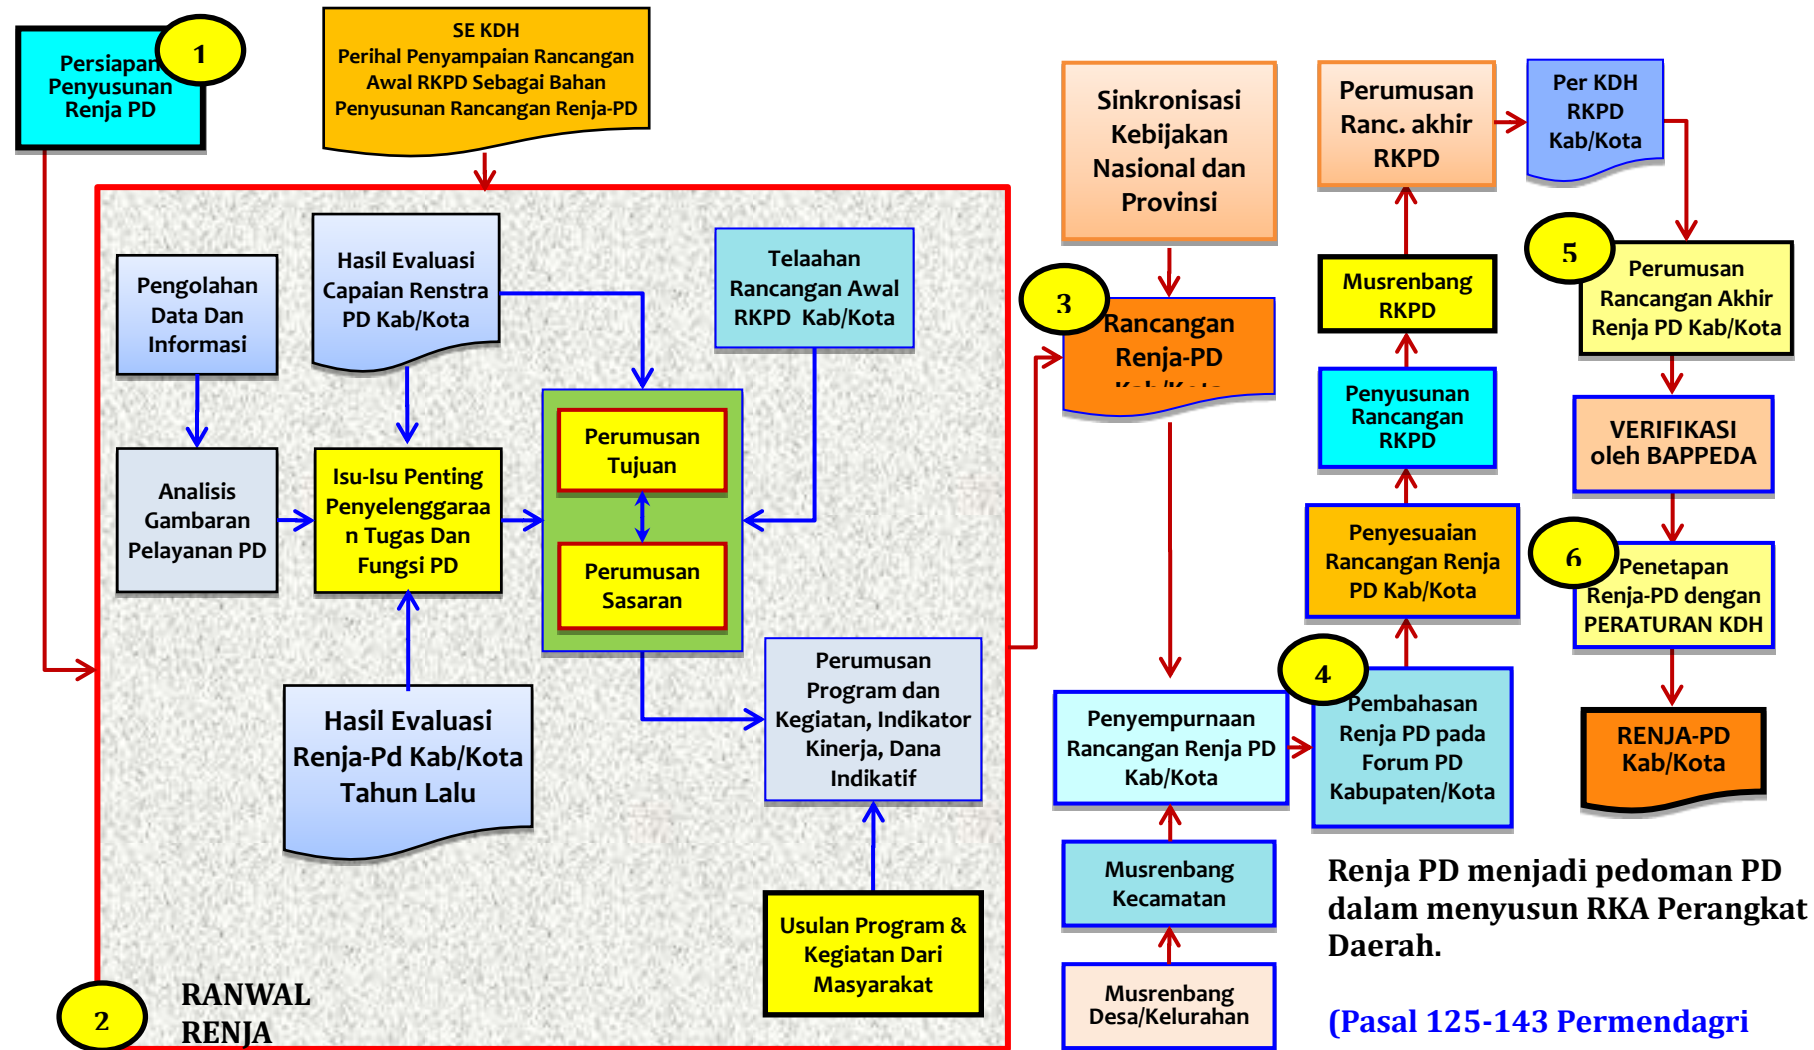 1
Persiapan
Penyusunan
Renja PD
SE KDH
Perihal Penyampaian Rancangan
Awal RKPD Sebagai Bahan
Penyusunan Rancangan Renja-PD
Pengolahan
Data Dan
Informasi
Hasil Evaluasi
Capaian Renstra
PD Kab/Kota
Telaahan
Rancangan Awal
RKPD Kab/Kota
Analisis
Gambaran
Pelayanan PD
Isu-Isu Penting
Penyelenggaraa
n Tugas Dan
Fungsi PD
Perumusan
Tujuan
Perumusan
Sasaran
Hasil Evaluasi
Renja-Pd Kab/Kota
Tahun Lalu
Perumusan
Program dan
Kegiatan, Indikator
Kinerja, Dana
Indikatif
Usulan Program &
Kegiatan Dari
Masyarakat
2
RANWAL
RENJA
Sinkronisasi
Kebijakan
Nasional dan
Provinsi
3
Rancangan
Renja-PD
Kab/Kota
Penyempurnaan
Rancangan Renja PD
Kab/Kota
Musrenbang
Kecamatan
Musrenbang
Desa/Kelurahan
4
Pembahasan
Renja PD pada
Forum PD
Kabupaten/Kota
Penyesuaian
Rancangan Renja
PD Kab/Kota
Penyusunan
Rancangan
RKPD
Musrenbang
RKPD
Perumusan
Ranc. akhir
RKPD
Per KDH
RKPD
Kab/Kota
5
Perumusan
Rancangan Akhir
Renja PD Kab/Kota
VERIFIKASI
oleh BAPPEDA
6
Penetapan
Renja-PD dengan
PERATURAN KDH
RENJA-PD
Kab/Kota
Renja PD menjadi pedoman PD
dalam menyusun RKA Perangkat
Daerah.
(Pasal 125-143 Permendagri